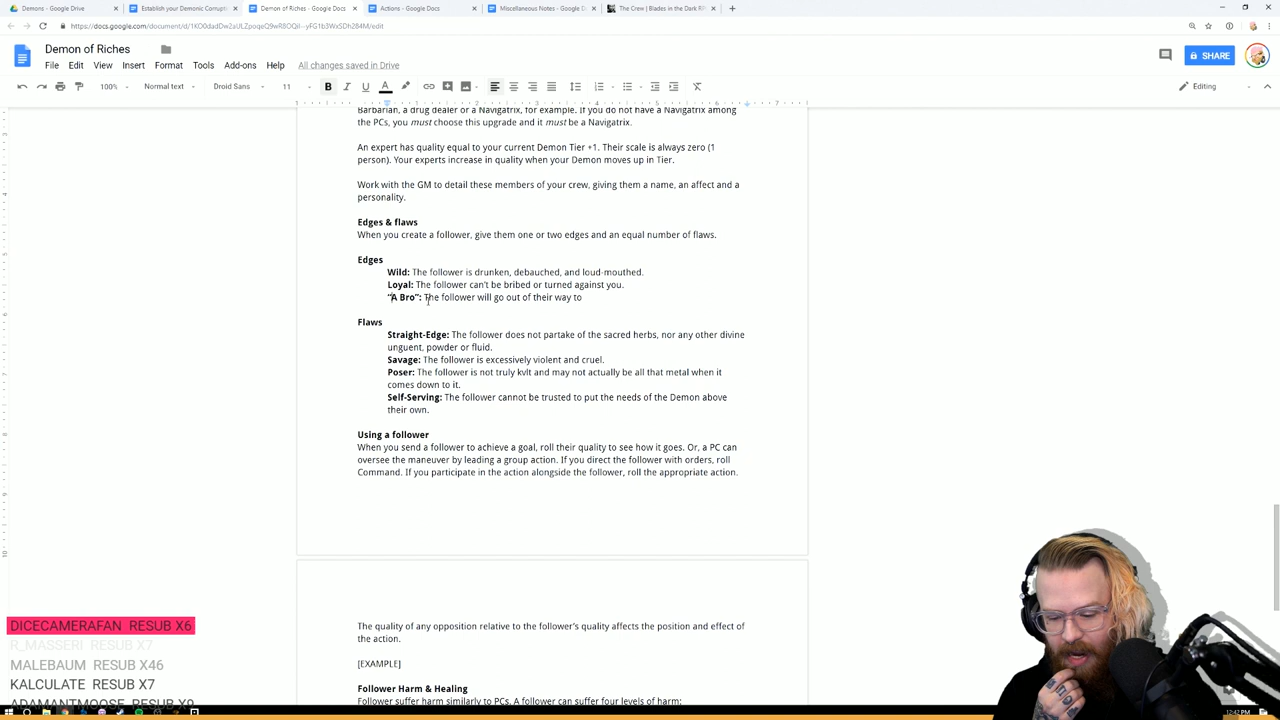 Demons - Google Drive
Establish your Demonic Corrupti
Demon of Riches - Google Docs
Actions - Google Docs
Miscellaneous Notes - Google D
The Crew | Blades in the Dark RP
Demon of Riches
All changes saved in Drive
File Edit View Insert Format Tools Add-ons Help
SHARE
100% Normal text Droid Sans 11
Editing
Barbarian, a drug dealer or a Navigatrix, for example. If you do not have a Navigatrix among
the PCs, you must choose this upgrade and it must be a Navigatrix.
An expert has quality equal to your current Demon Tier +1. Their scale is always zero (1
person). Your experts increase in quality when your Demon moves up in Tier.
Work with the GM to detail these members of your crew, giving them a name, an affect and a
personality.
Edges & flaws
When you create a follower, give them one or two edges and an equal number of flaws.
Edges
Wild: The follower is drunken, debauched, and loud-mouthed.
Loyal: The follower can't be bribed or turned against you.
“A Bro”: The follower will go out of their way to
Flaws
Straight-Edge: The follower does not partake of the sacred herbs, nor any other divine
unguent, powder or fluid.
Savage: The follower is excessively violent and cruel.
Poser: The follower is not truly kvlt and may not actually be all that metal when it
comes down to it.
Self-Serving: The follower cannot be trusted to put the needs of the Demon above
their own.
Using a follower
When you send a follower to achieve a goal, roll their quality to see how it goes. Or, a PC can
oversee the maneuver by leading a group action. If you direct the follower with orders, roll
Command. If you participate in the action alongside the follower, roll the appropriate action.
The quality of any opposition relative to the follower's quality affects the position and effect of
the action.
[EXAMPLE]
Follower Harm & Healing
Follower suffer harm similarly to PCs. A follower can suffer four levels of harm:
DICECAMERAFAN RESUB X6
R_MASSERI RESUB X7
MALEBAUM RESUB X46
KALCULATE RESUB X7
ADAMANTMOOSE RESUB X9
12:42 PM